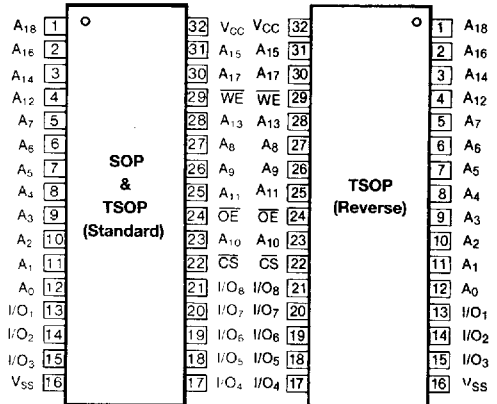 A18 1 32 VCC VCC 32 1 A18
A16 2 31 A15 A15 31 2 A16
A14 3 30 A17 A17 30 3 A14
A12 4 29 W̅E̅ W̅E̅ 29 4 A12
A7 5 28 A13 A13 28 5 A7
A6 6 27 A8 A8 27 6 A6
A5 7 SOP 26 A9 A9 26 7 A5
A4 8 & 25 A11 A11 25 TSOP 8 A4
A3 9 TSOP 24 O̅E̅ O̅E̅ 24 (Reverse) 9 A3
A2 10 (Standard) 23 A10 A10 23 10 A2
A1 11 22 C̅S̅ C̅S̅ 22 11 A1
A0 12 21 I/O8 I/O8 21 12 A0
I/O1 13 20 I/O7 I/O7 20 13 I/O1
I/O2 14 19 I/O6 I/O6 19 14 I/O2
I/O3 15 18 I/O5 I/O5 18 15 I/O3
VSS 16 17 I/O4 I/O4 17 16 VSS